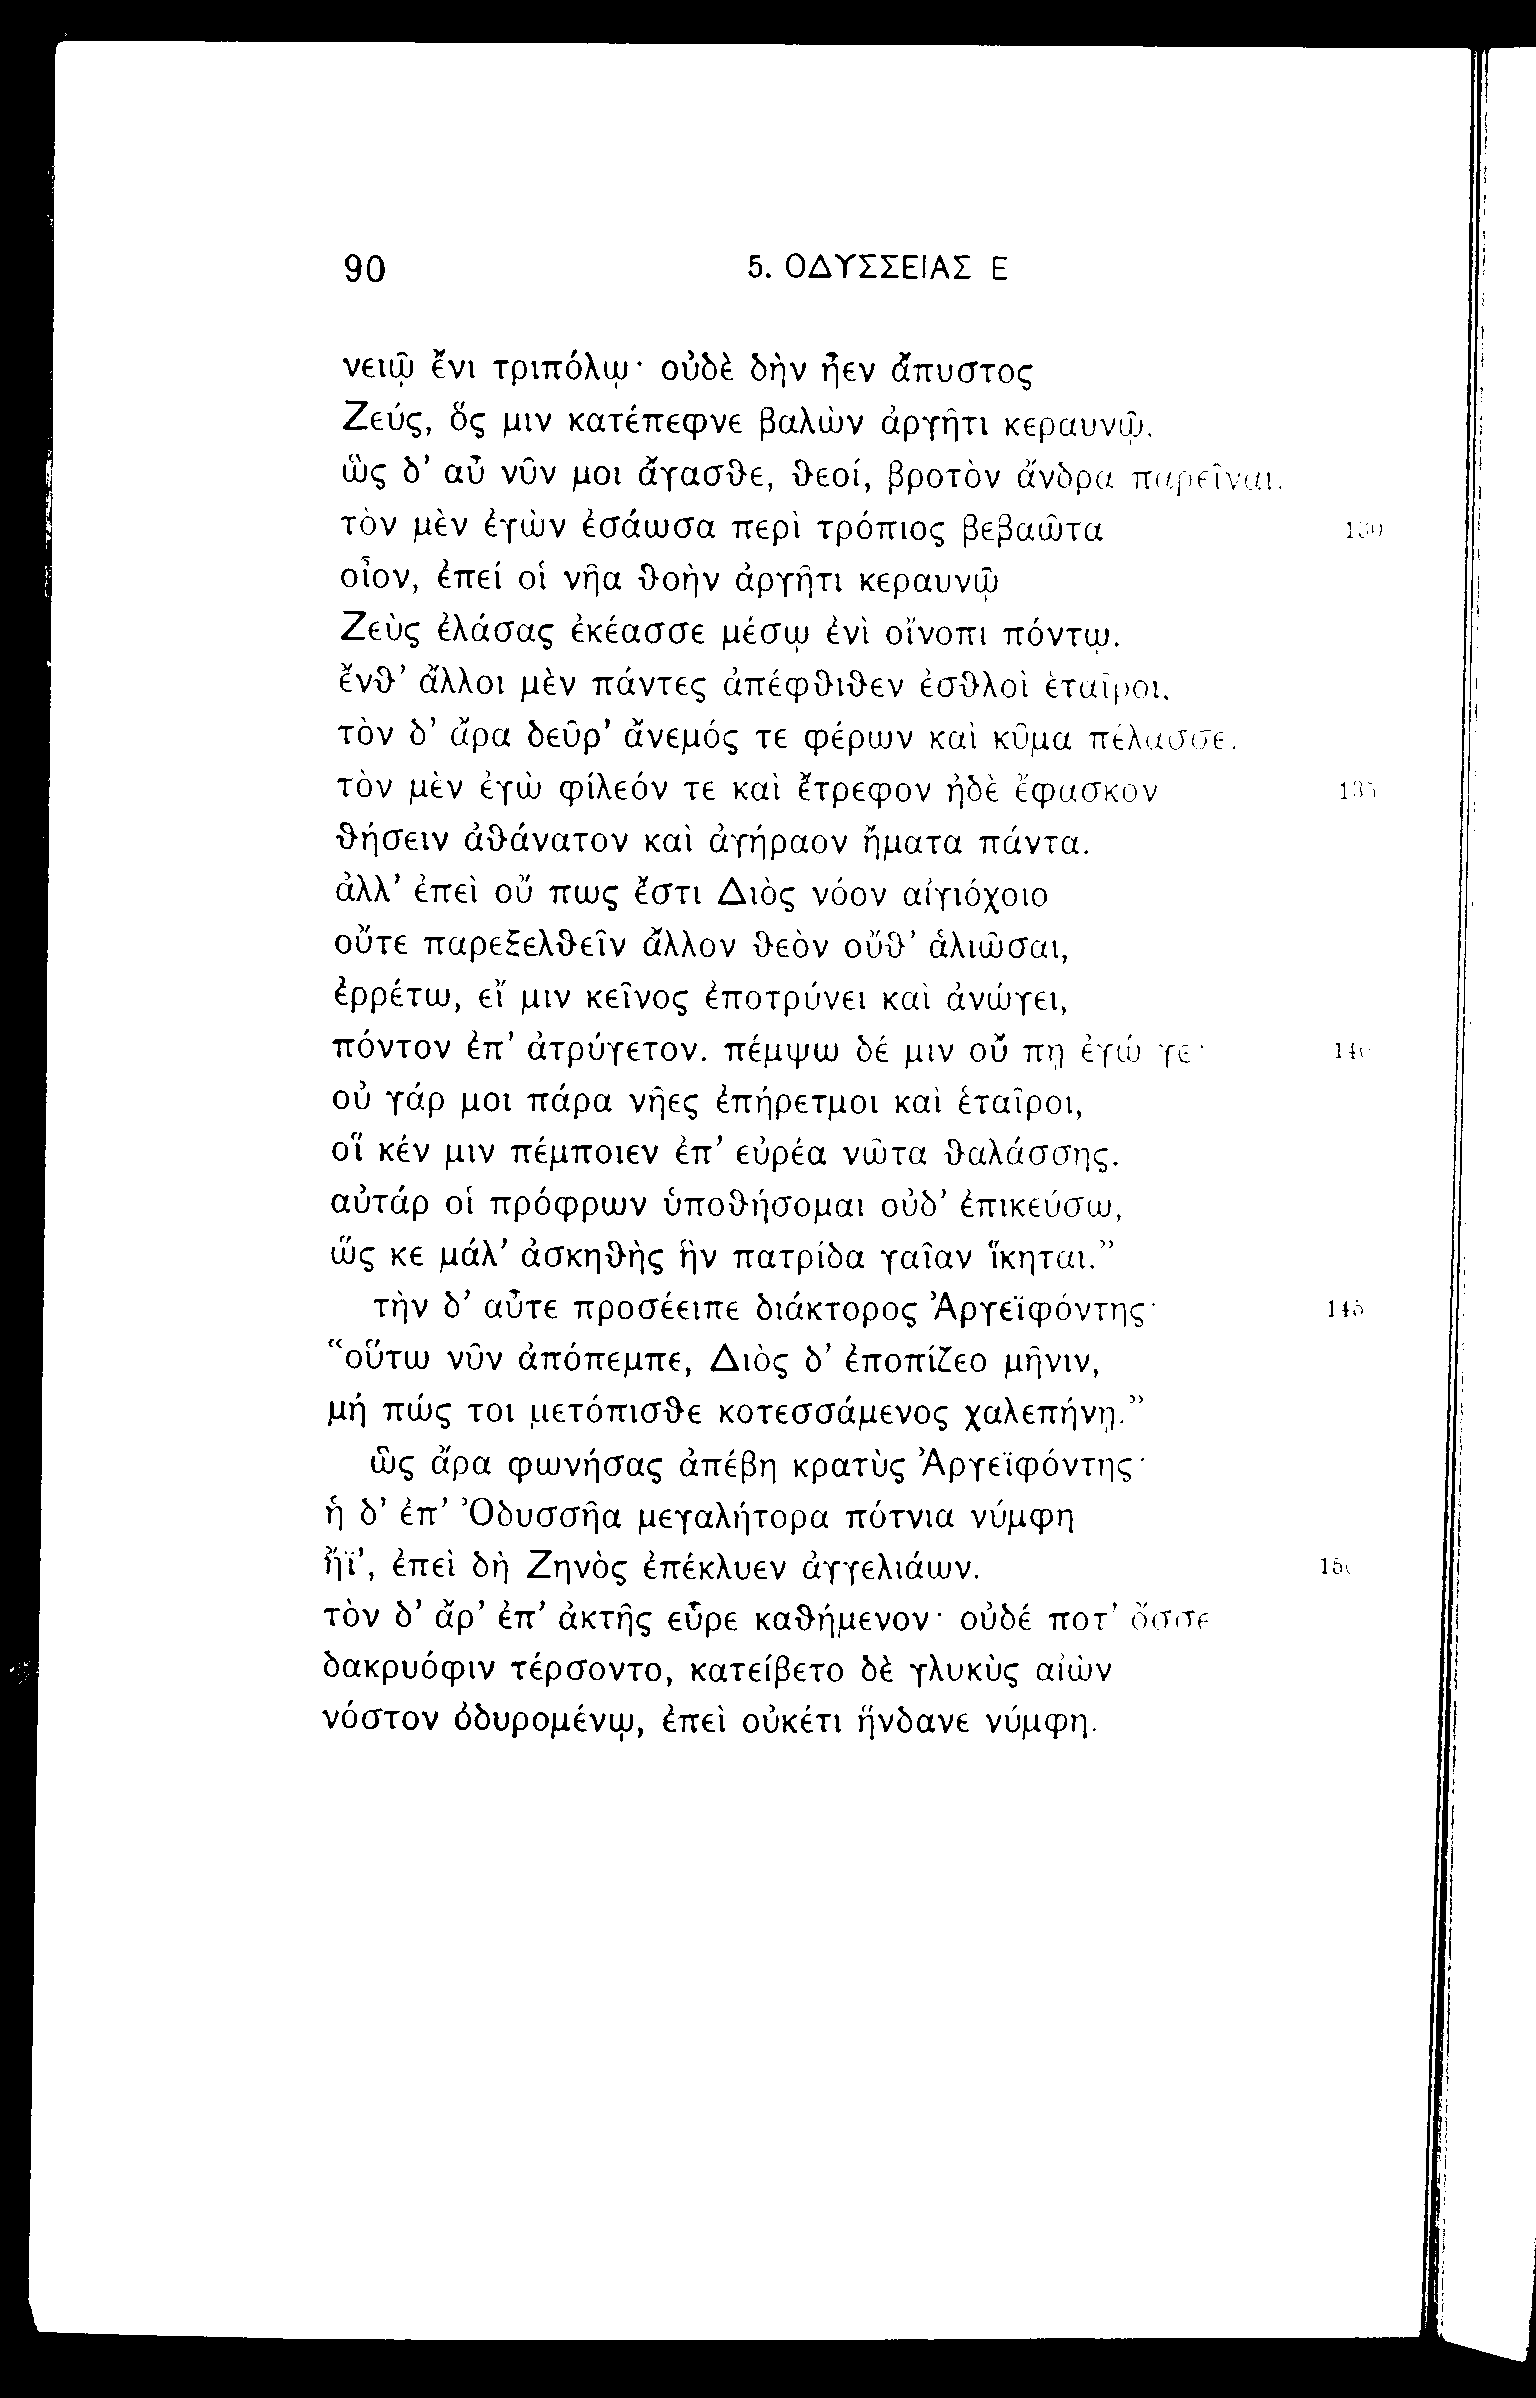 90 5. ΟΔΥΣΣΕΙΑΣ Ε
νειῷ ἔνι τριπόλῳ· οὐδὲ δὴν ἦεν ἄπυστος
Ζεύς, ὅς μιν κατέπεφνε βαλὼν ἀργῆτι κεραυνῷ.
ὣς δ’ αὖ νῦν μοι ἄγασθε, θεοί, βροτὸν ἄνδρα παρεῖναι.
τὸν μὲν ἐγὼν ἐσάωσα περὶ τρόπιος βεβαῶτα 130
οἶον, ἐπεί οἱ νῆα θοὴν ἀργῆτι κεραυνῷ
Ζεὺς ἐλάσας ἐκέασσε μέσῳ ἐνὶ οἴνοπι πόντῳ.
ἔνθ’ ἄλλοι μὲν πάντες ἀπέφθιθεν ἐσθλοὶ ἑταῖροι.
τὸν δ’ ἄρα δεῦρ’ ἄνεμός τε φέρων καὶ κῦμα πέλασσε.
τὸν μὲν ἐγὼ φίλεόν τε καὶ ἔτρεφον ἠδὲ ἔφασκον 135
θήσειν ἀθάνατον καὶ ἀγήραον ἤματα πάντα.
ἀλλ’ ἐπεὶ οὔ πως ἔστι Διὸς νόον αἰγιόχοιο
οὔτε παρεξελθεῖν ἄλλον θεὸν οὔθ’ ἁλιῶσαι,
ἐρρέτω, εἴ μιν κεῖνος ἐποτρύνει καὶ ἀνώγει,
πόντον ἐπ’ ἀτρύγετον. πέμψω δέ μιν οὔ πῃ ἐγώ γε· 140
οὐ γάρ μοι πάρα νῆες ἐπήρετμοι καὶ ἑταῖροι,
οἵ κέν μιν πέμποιεν ἐπ’ εὐρέα νῶτα θαλάσσης.
αὐτάρ οἱ πρόφρων ὑποθήσομαι οὐδ’ ἐπικεύσω,
ὥς κε μάλ’ ἀσκηθὴς ἣν πατρίδα γαῖαν ἵκηται.”
τὴν δ’ αὖτε προσέειπε διάκτορος Ἀργεϊφόντης· 145
“οὕτω νῦν ἀπόπεμπε, Διὸς δ’ ἐποπίζεο μῆνιν,
μή πώς τοι μετόπισθε κοτεσσάμενος χαλεπήνῃ.”
ὣς ἄρα φωνήσας ἀπέβη κρατὺς Ἀργεϊφόντης·
ἡ δ’ ἐπ’ Ὀδυσσῆα μεγαλήτορα πότνια νύμφη
ἤϊ’, ἐπεὶ δὴ Ζηνὸς ἐπέκλυεν ἀγγελιάων. 150
τὸν δ’ ἄρ’ ἐπ’ ἀκτῆς εὗρε καθήμενον· οὐδέ ποτ’ ὄσσε
δακρυόφιν τέρσοντο, κατείβετο δὲ γλυκὺς αἰὼν
νόστον ὀδυρομένῳ, ἐπεὶ οὐκέτι ἥνδανε νύμφη.